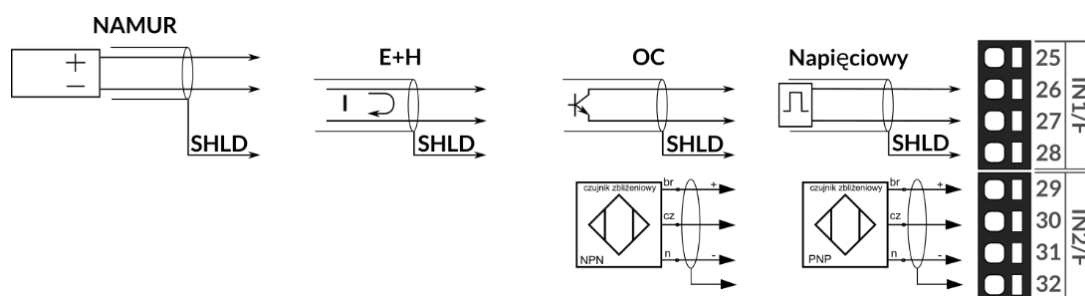 NAMUR
+
−
SHLD
E+H
I
SHLD
OC
SHLD
Napięciowy
SHLD
czujnik zbliżeniowy
NPN
br +
cz
n -
czujnik zbliżeniowy
PNP
br +
cz
n -
25
26
27
28
IN1/F
29
30
31
32
IN2/F